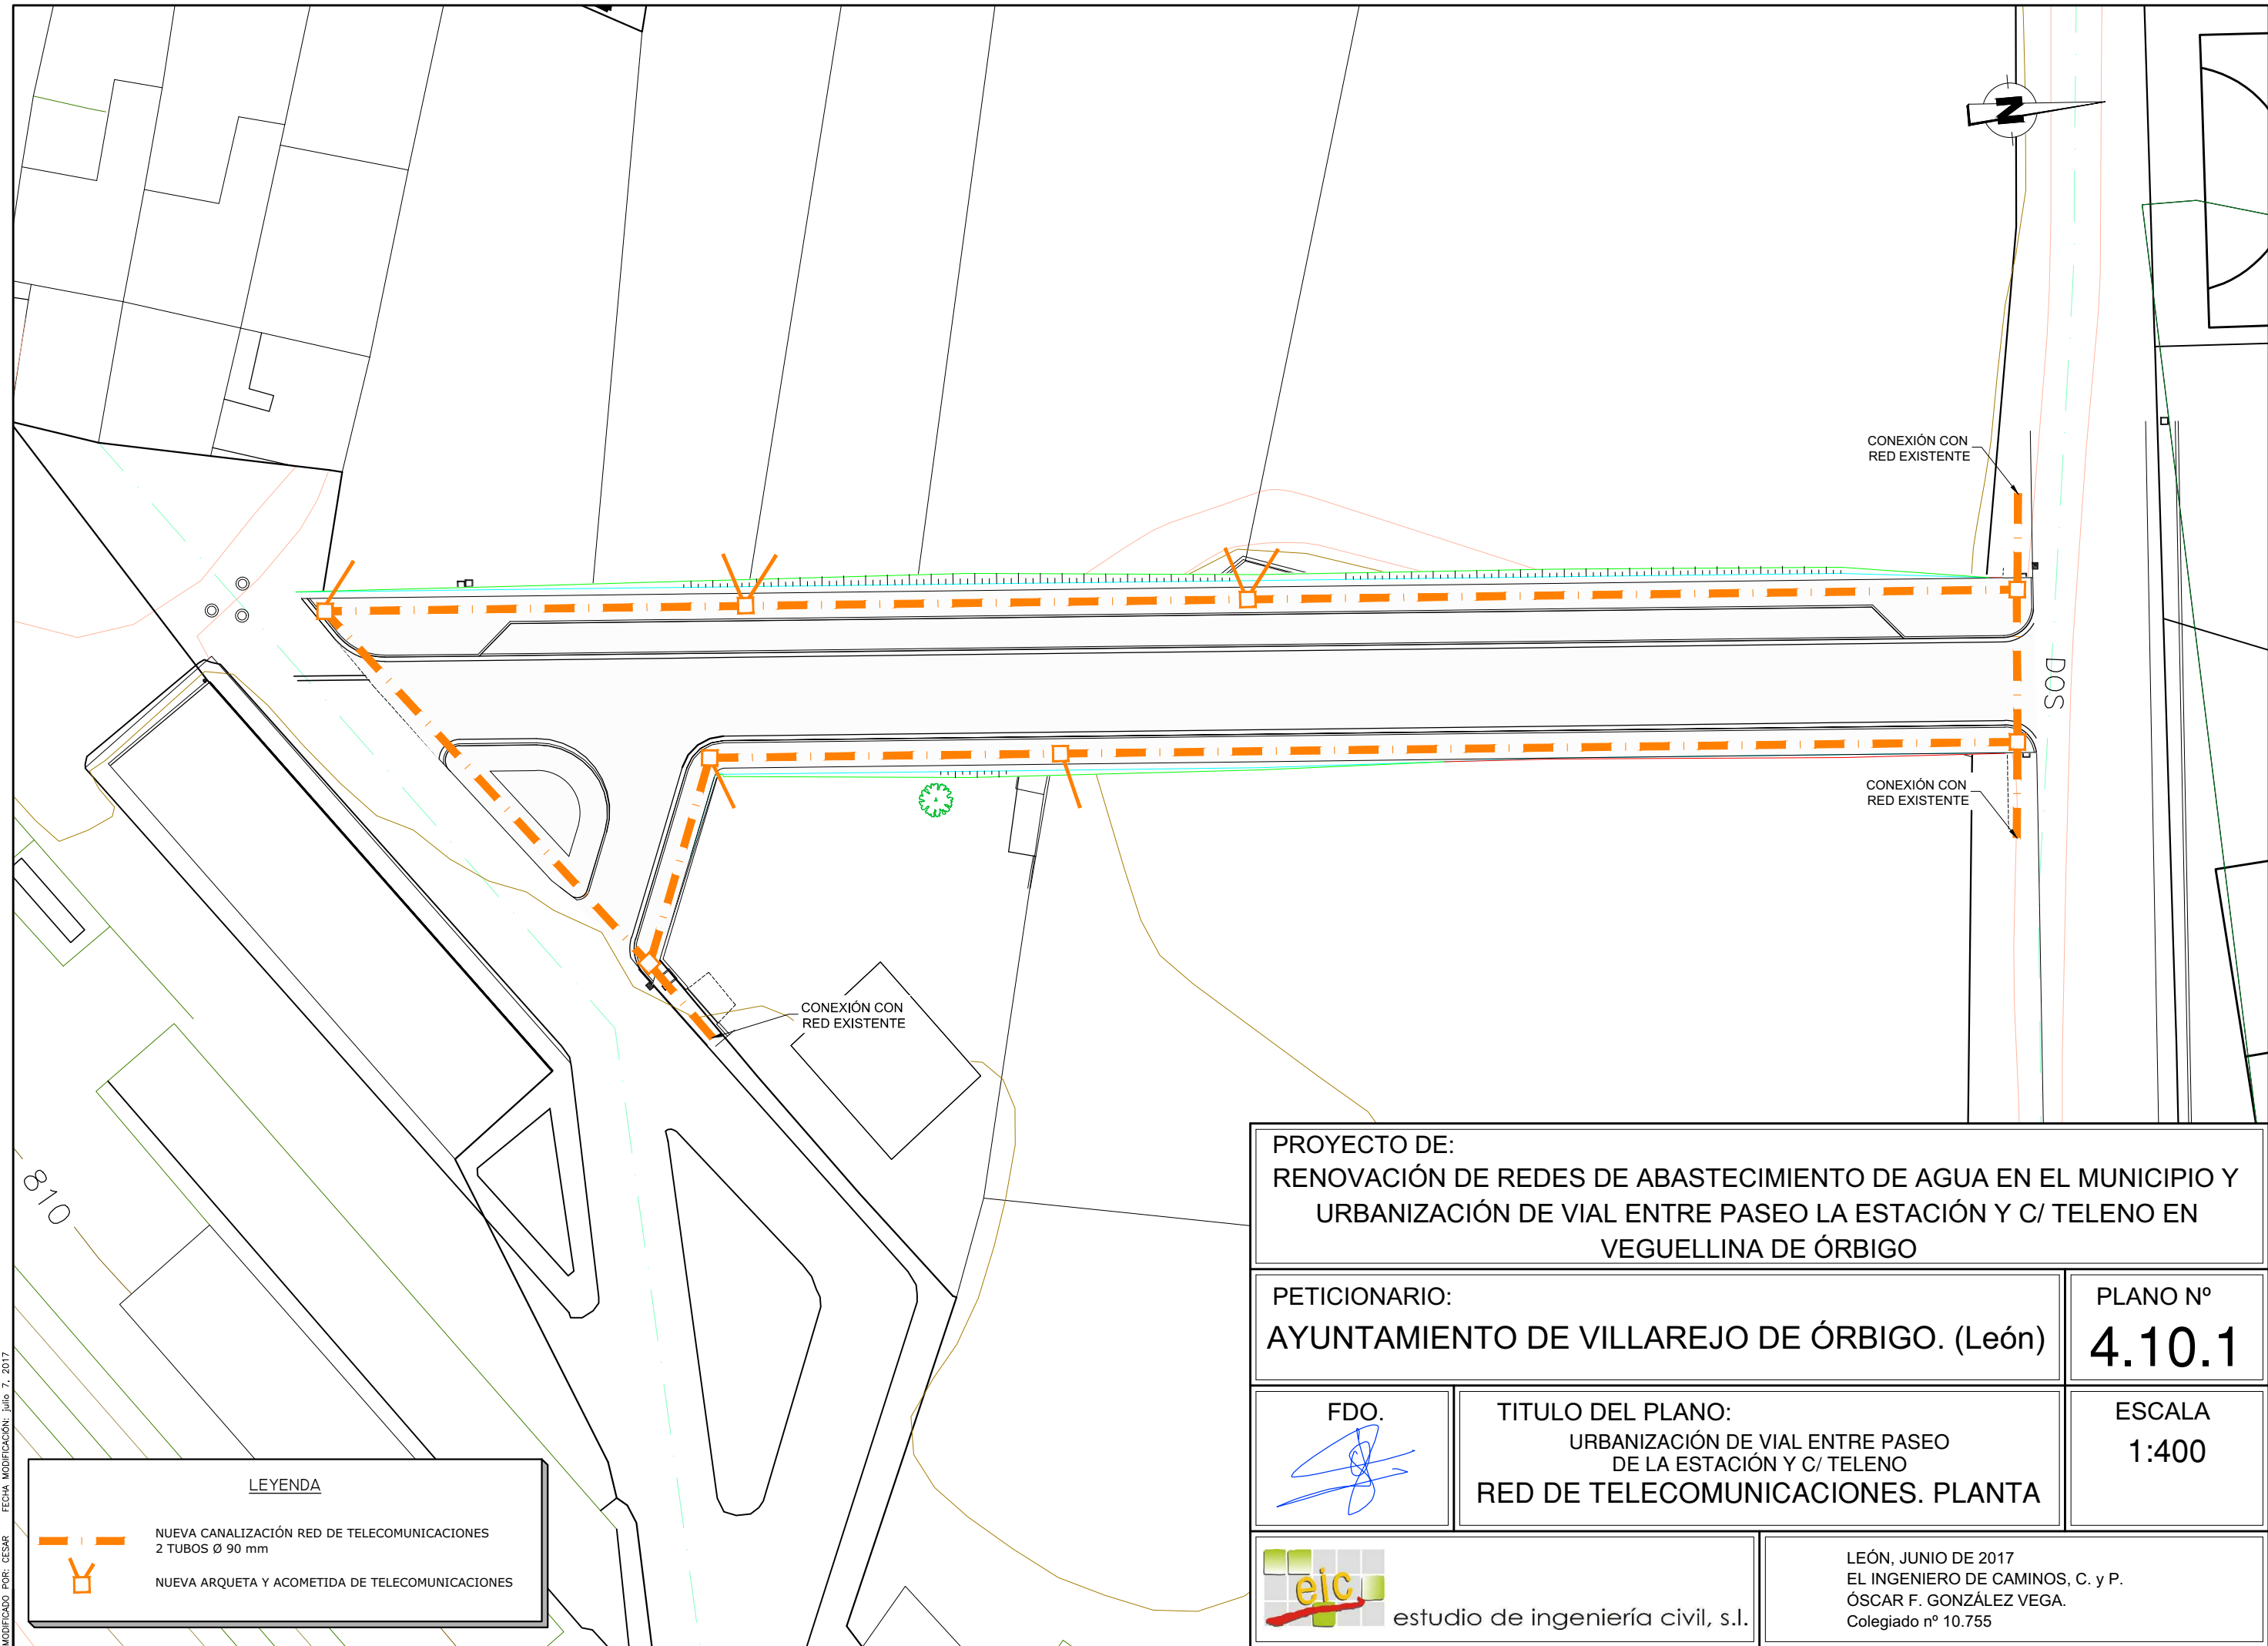 N
CONEXIÓN CON
RED EXISTENTE
DOS
CONEXIÓN CON
RED EXISTENTE
CONEXIÓN CON
RED EXISTENTE
810
PROYECTO DE:
RENOVACIÓN DE REDES DE ABASTECIMIENTO DE AGUA EN EL MUNICIPIO Y
URBANIZACIÓN DE VIAL ENTRE PASEO LA ESTACIÓN Y C/ TELENO EN
VEGUELLINA DE ÓRBIGO
PETICIONARIO:
AYUNTAMIENTO DE VILLAREJO DE ÓRBIGO. (León)
PLANO Nº
4.10.1
FDO.
TITULO DEL PLANO:
URBANIZACIÓN DE VIAL ENTRE PASEO
DE LA ESTACIÓN Y C/ TELENO
RED DE TELECOMUNICACIONES. PLANTA
ESCALA
1:400
eic
estudio de ingeniería civil, s.l.
LEÓN, JUNIO DE 2017
EL INGENIERO DE CAMINOS, C. y P.
ÓSCAR F. GONZÁLEZ VEGA.
Colegiado nº 10.755
LEYENDA
NUEVA CANALIZACIÓN RED DE TELECOMUNICACIONES
2 TUBOS Ø 90 mm
NUEVA ARQUETA Y ACOMETIDA DE TELECOMUNICACIONES
MODIFICADO POR: CESAR FECHA MODIFICACIÓN: julio 7, 2017